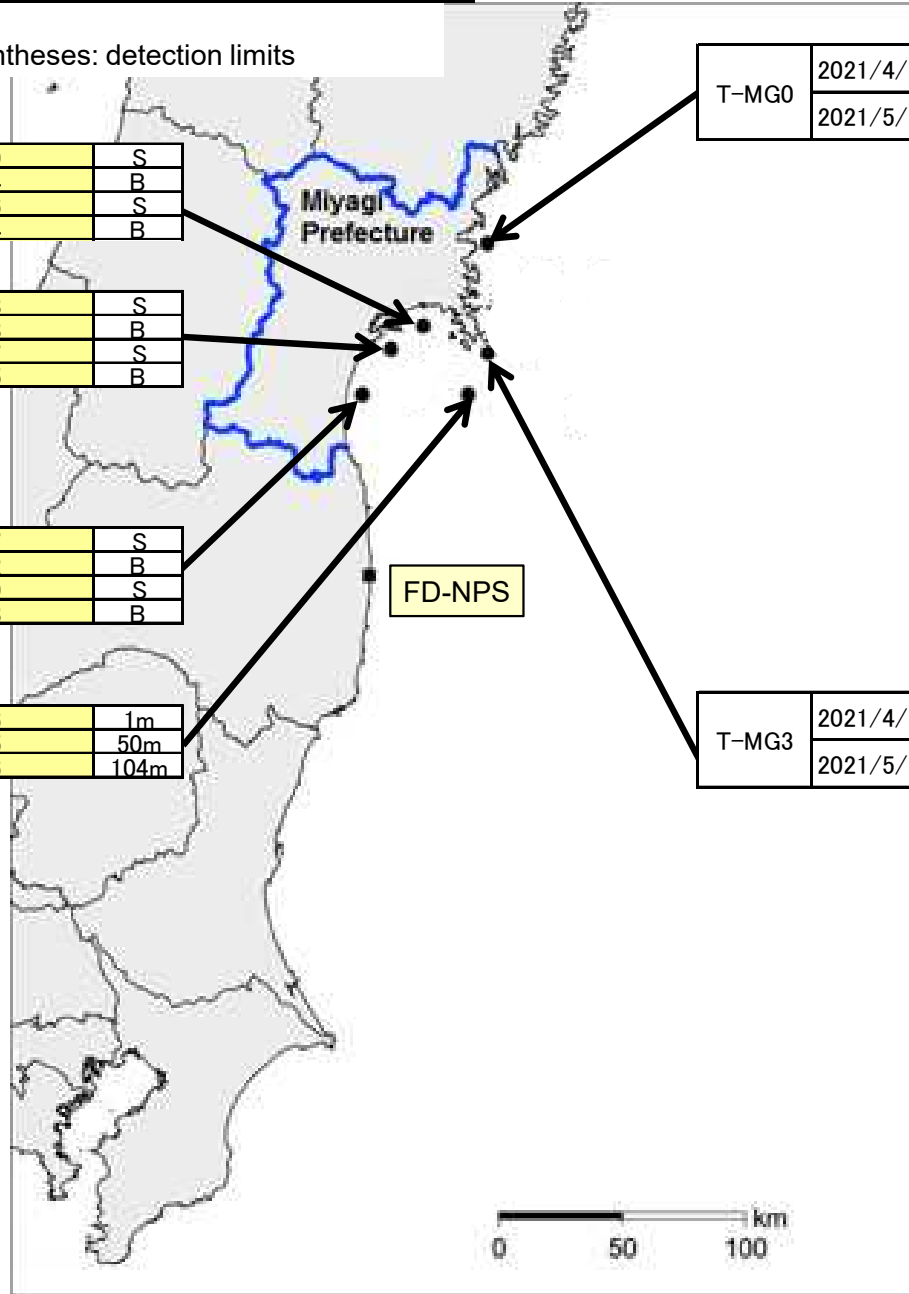 ntheses: detection limits
T-MG0
2021/4/
2021/5/
S
B
S
B
Miyagi
Prefecture
S
B
S
B
S
B
S
B
FD-NPS
1m
50m
104m
T-MG3
2021/4/
2021/5/
km
0 50 100